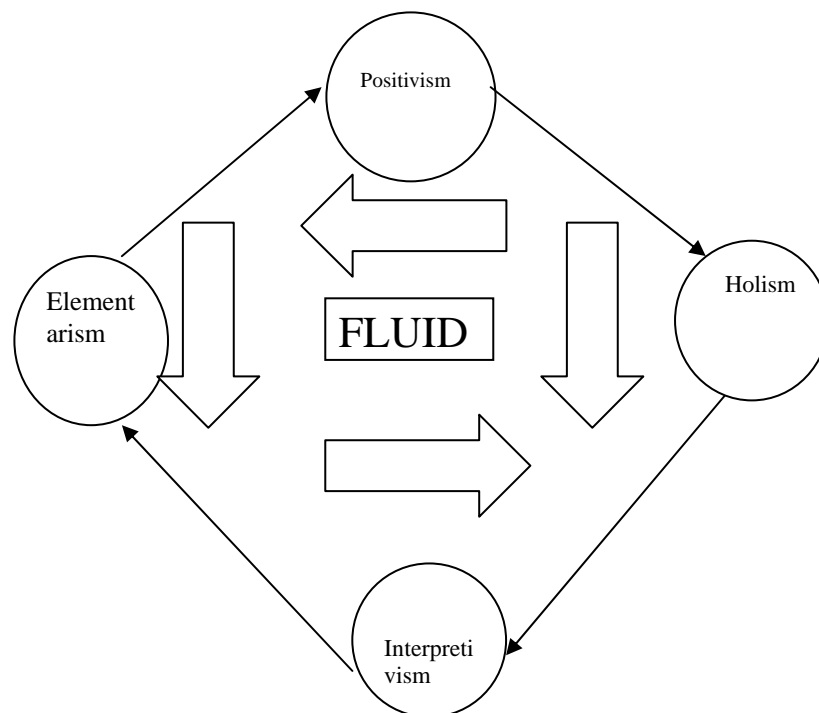 Positivism
Holism
Element
arism
FLUID
Interpreti
vism